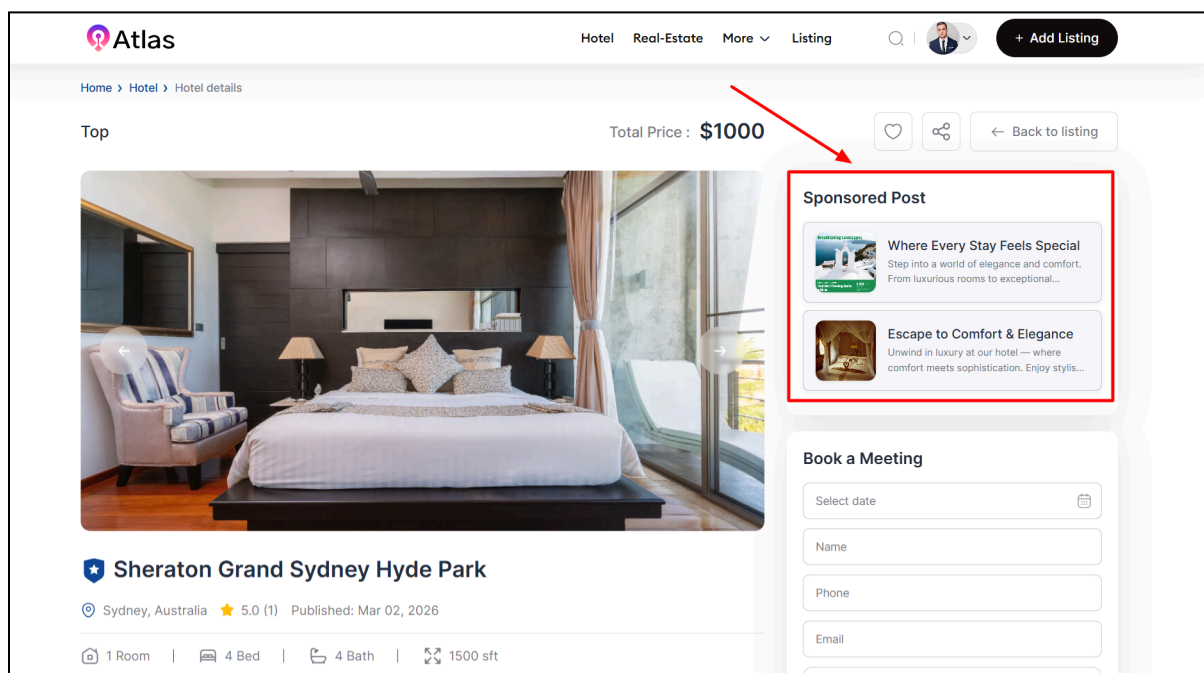 Atlas
Hotel Real-Estate More Listing
+ Add Listing
Home › Hotel › Hotel details
Top
Total Price : $1000
← Back to listing
Sponsored Post
Where Every Stay Feels Special
Step into a world of elegance and comfort.
From luxurious rooms to exceptional...
Escape to Comfort & Elegance
Unwind in luxury at our hotel — where
comfort meets sophistication. Enjoy stylis...
Book a Meeting
Select date
Name
Phone
Email
Sheraton Grand Sydney Hyde Park
Sydney, Australia 5.0 (1) Published: Mar 02, 2026
1 Room | 4 Bed | 4 Bath | 1500 sft